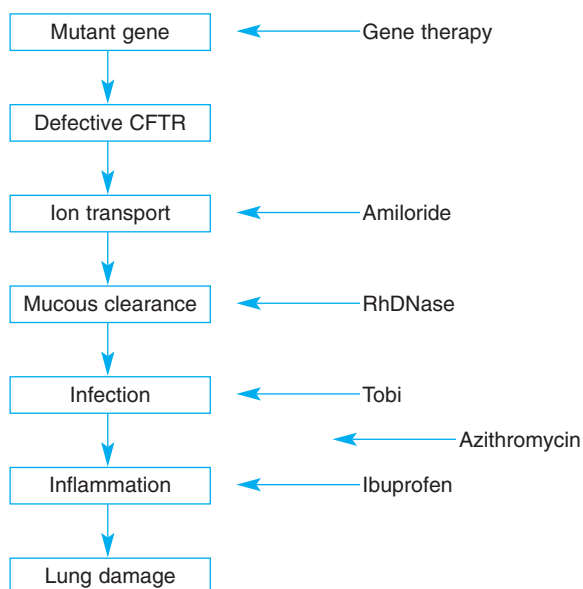 Mutant gene
Gene therapy
Defective CFTR
Ion transport
Amiloride
Mucous clearance
RhDNase
Infection
Tobi
Azithromycin
Inflammation
Ibuprofen
Lung damage